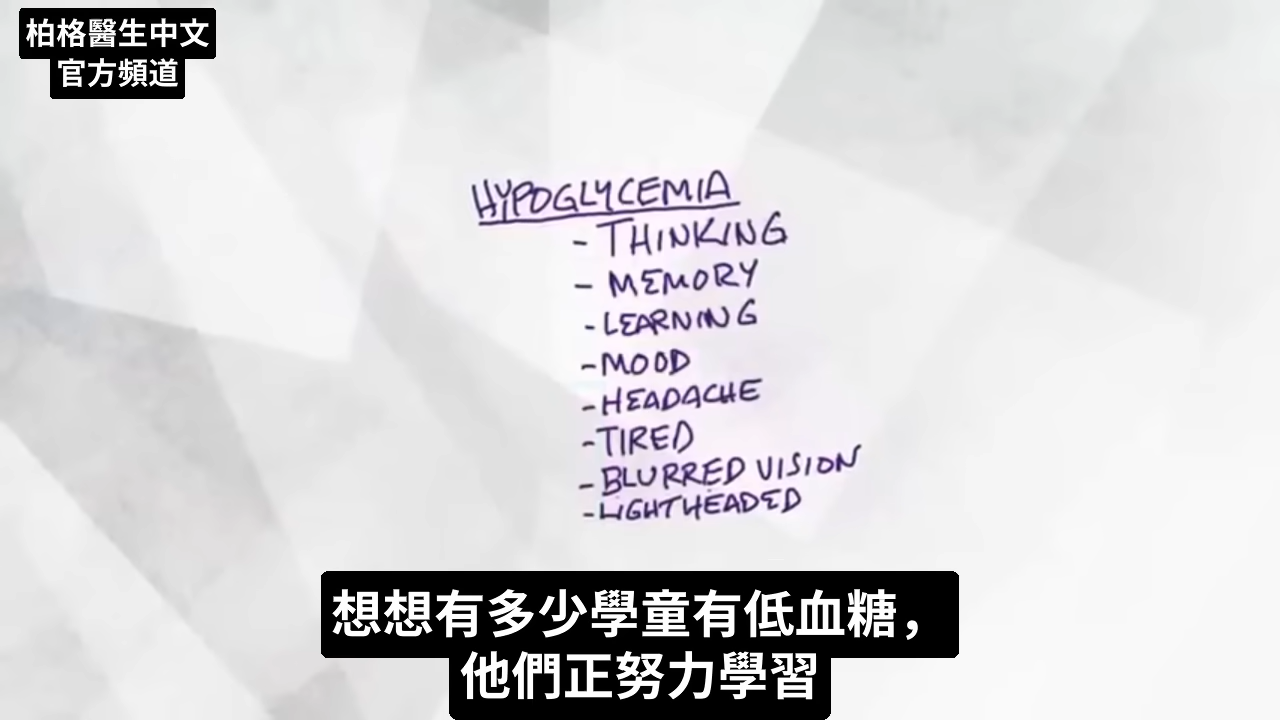 柏格醫生中文
官方頻道
HYPOGLYCEMIA
- THINKING
- MEMORY
- LEARNING
- MOOD
- HEADACHE
- TIRED
- BLURRED VISION
- LIGHTHEADED
想想有多少學童有低血糖，
他們正努力學習